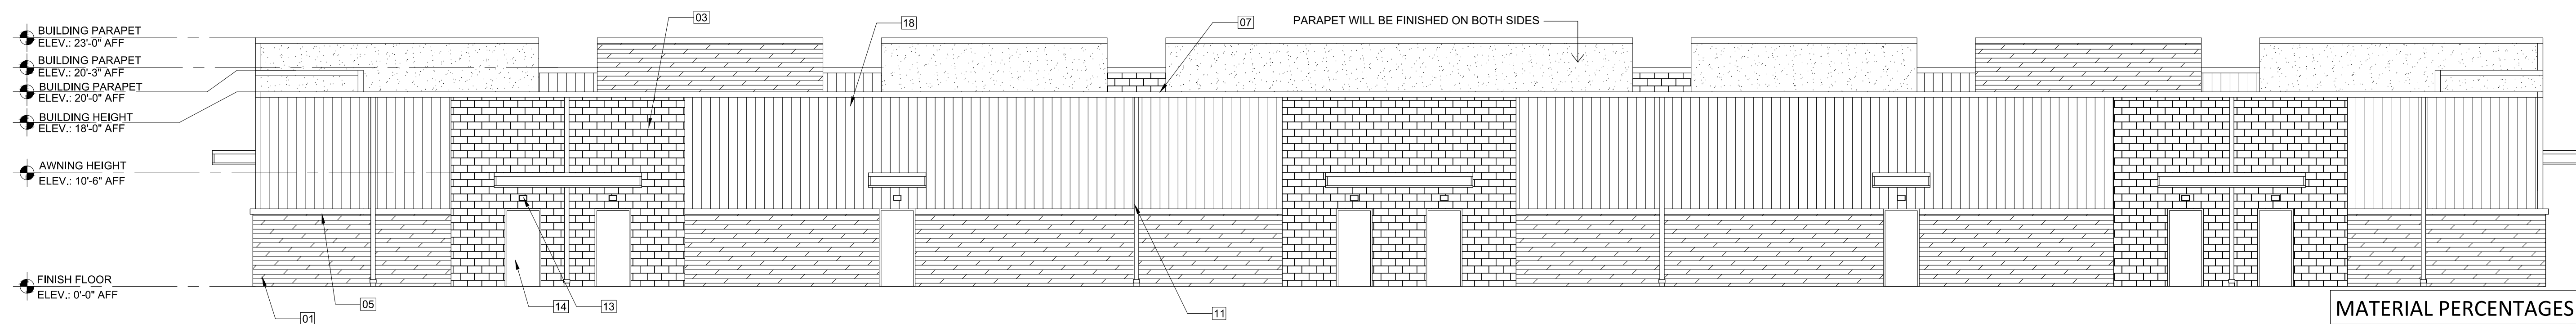 03
18
07
PARAPET WILL BE FINISHED ON BOTH SIDES
BUILDING PARAPET
ELEV.: 23'-0" AFF
BUILDING PARAPET
ELEV.: 20'-3" AFF
BUILDING PARAPET
ELEV.: 20'-0" AFF
BUILDING HEIGHT
ELEV.: 18'-0" AFF
AWNING HEIGHT
ELEV.: 10'-6" AFF
FINISH FLOOR
ELEV.: 0'-0" AFF
05
14
13
11
01
MATERIAL PERCENTAGES